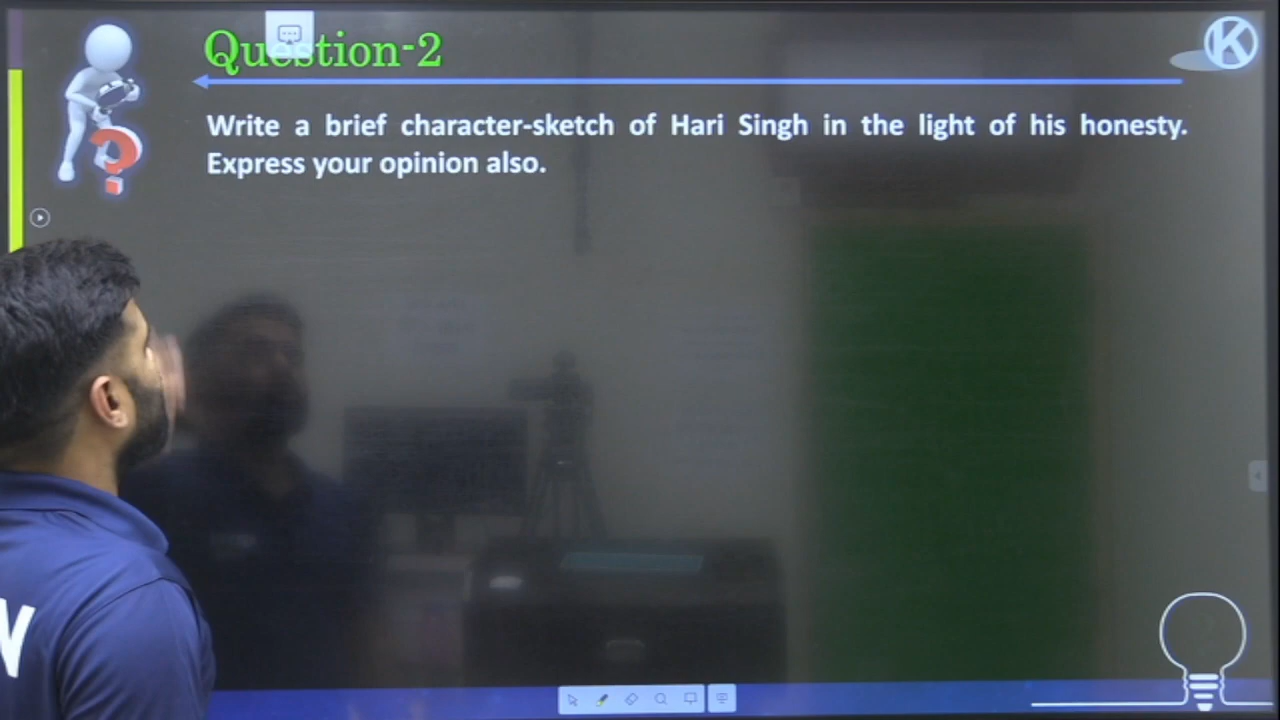 Question-2
K
Write a brief character-sketch of Hari Singh in the light of his honesty.
Express your opinion also.